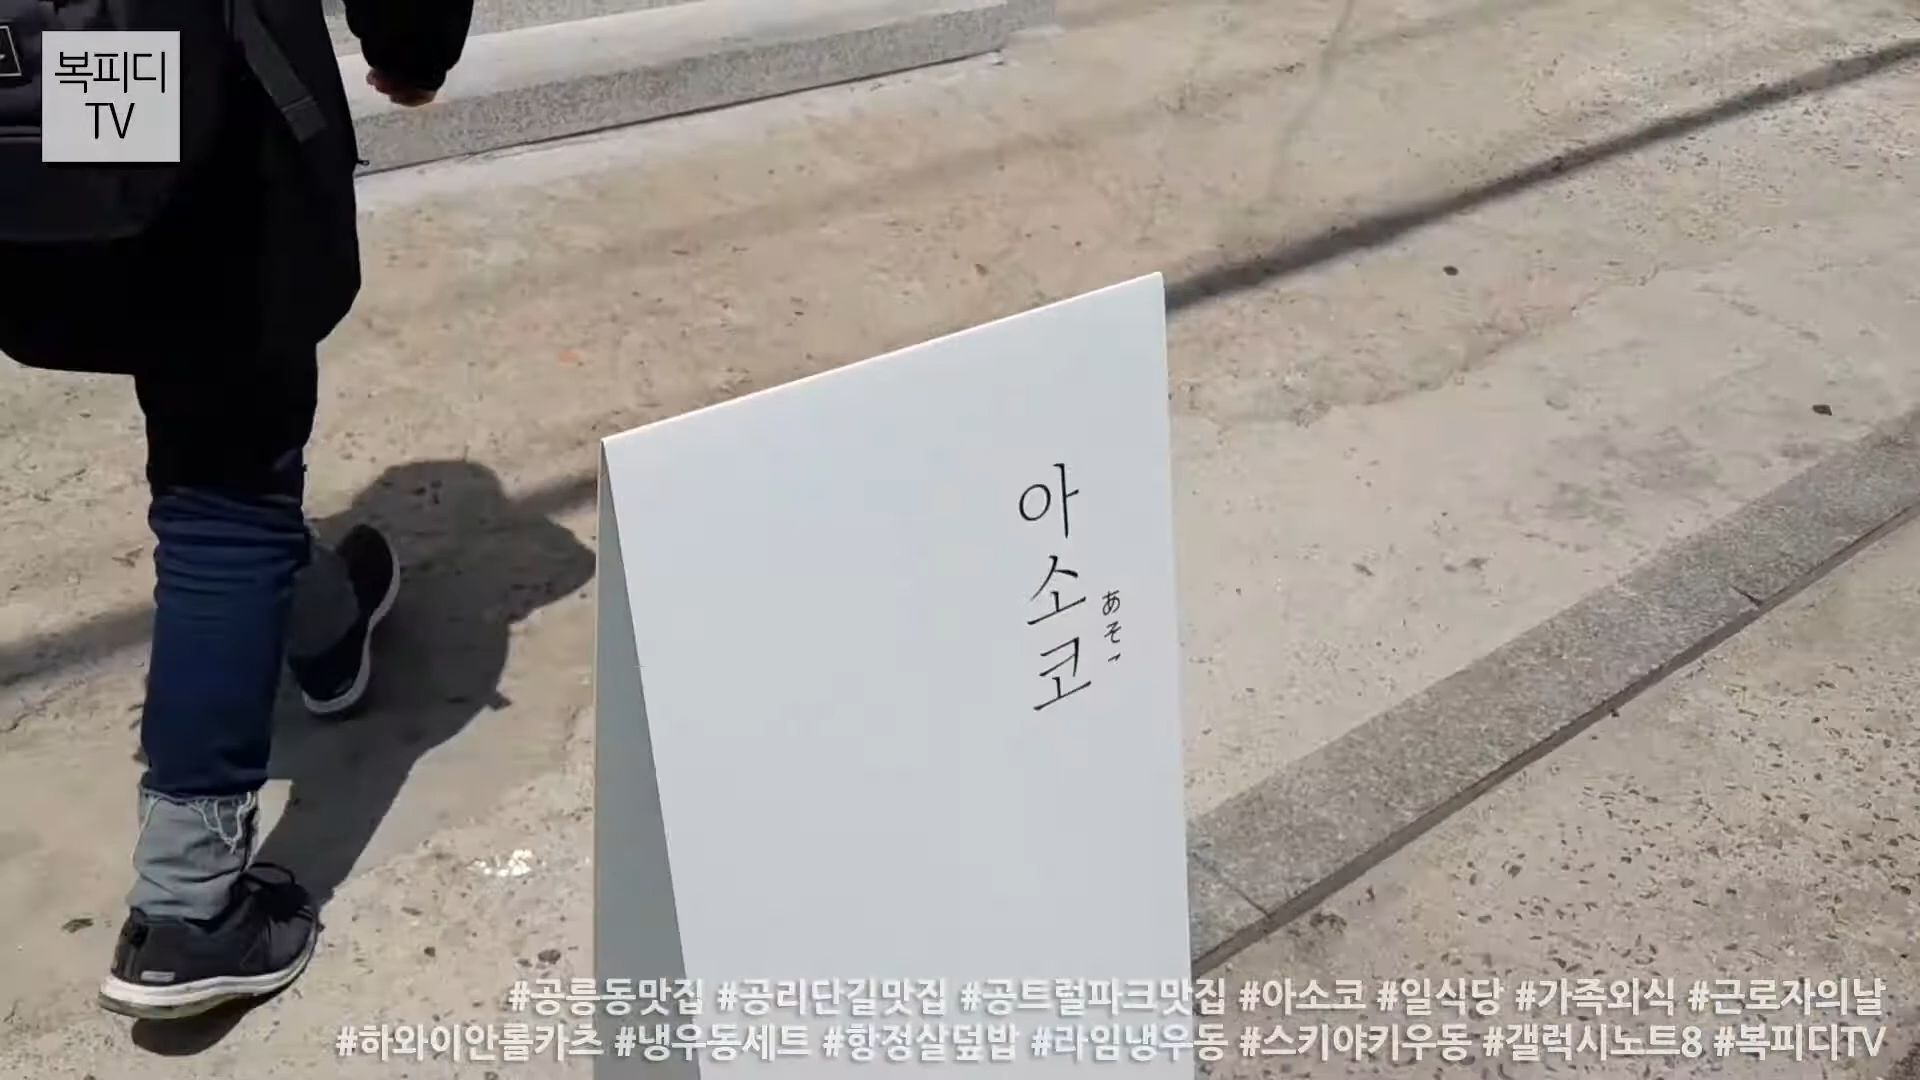 복피디
TV
아소코
あそこ
#공릉동맛집 #공리단길맛집 #공트럴파크맛집 #아소코 #일식당 #가족외식 #근로자의날
#하와이안롤카츠 #냉우동세트 #항정살덮밥 #라임냉우동 #스키야키우동 #갤럭시노트8 #복피디TV